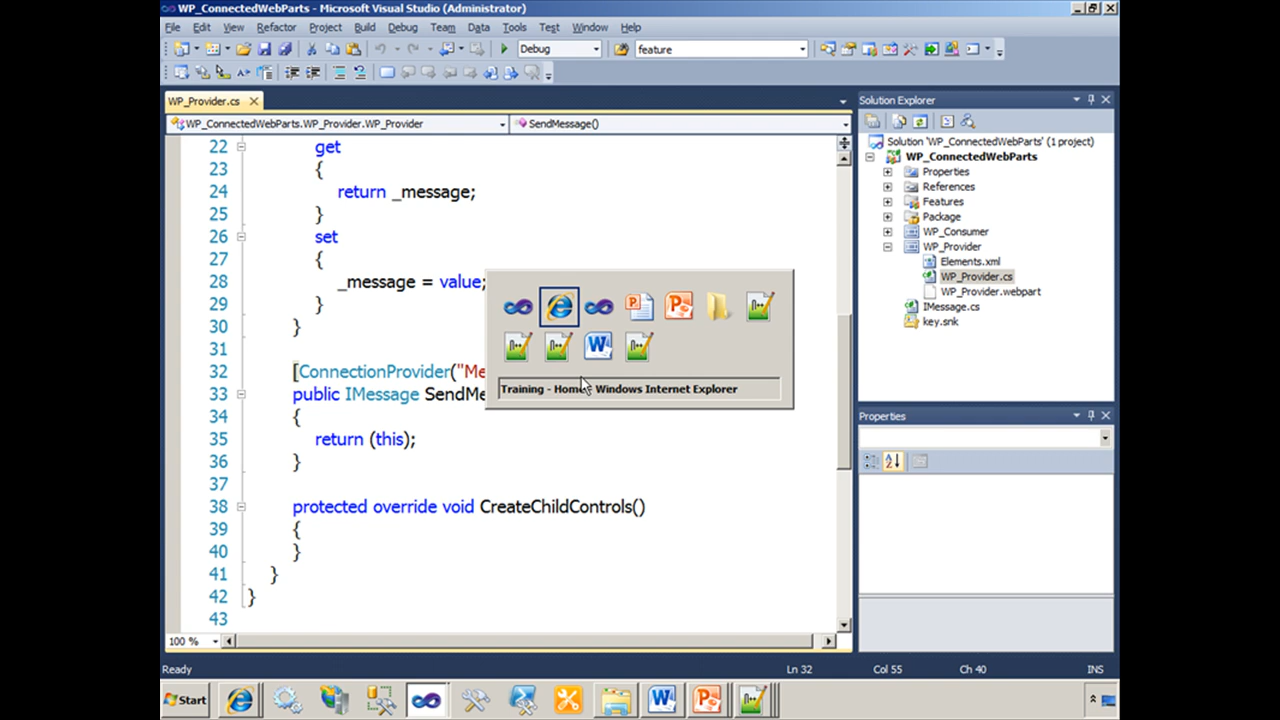 WP_ConnectedWebParts - Microsoft Visual Studio (Administrator)
File Edit View Refactor Project Build Debug Team Data Tools Test Window Help
Debug feature
WP_Provider.cs
WP_ConnectedWebParts.WP_Provider.WP_Provider SendMessage()
22 get
23 {
24 return _message;
25 }
26 set
27 {
28 _message = value;
29 }
30 }
31
32 [ConnectionProvider("Me
33 public IMessage SendMe
34 {
35 return (this);
36 }
37
38 protected override void CreateChildControls()
39 {
40 }
41 }
42 }
43
100 %
Training - Home - Windows Internet Explorer
Solution Explorer
Solution 'WP_ConnectedWebParts' (1 project)
WP_ConnectedWebParts
Properties
References
Features
Package
WP_Consumer
WP_Provider
Elements.xml
WP_Provider.cs
WP_Provider.webpart
IMessage.cs
key.snk
Properties
Ready Ln 32 Col 55 Ch 40 INS
Start